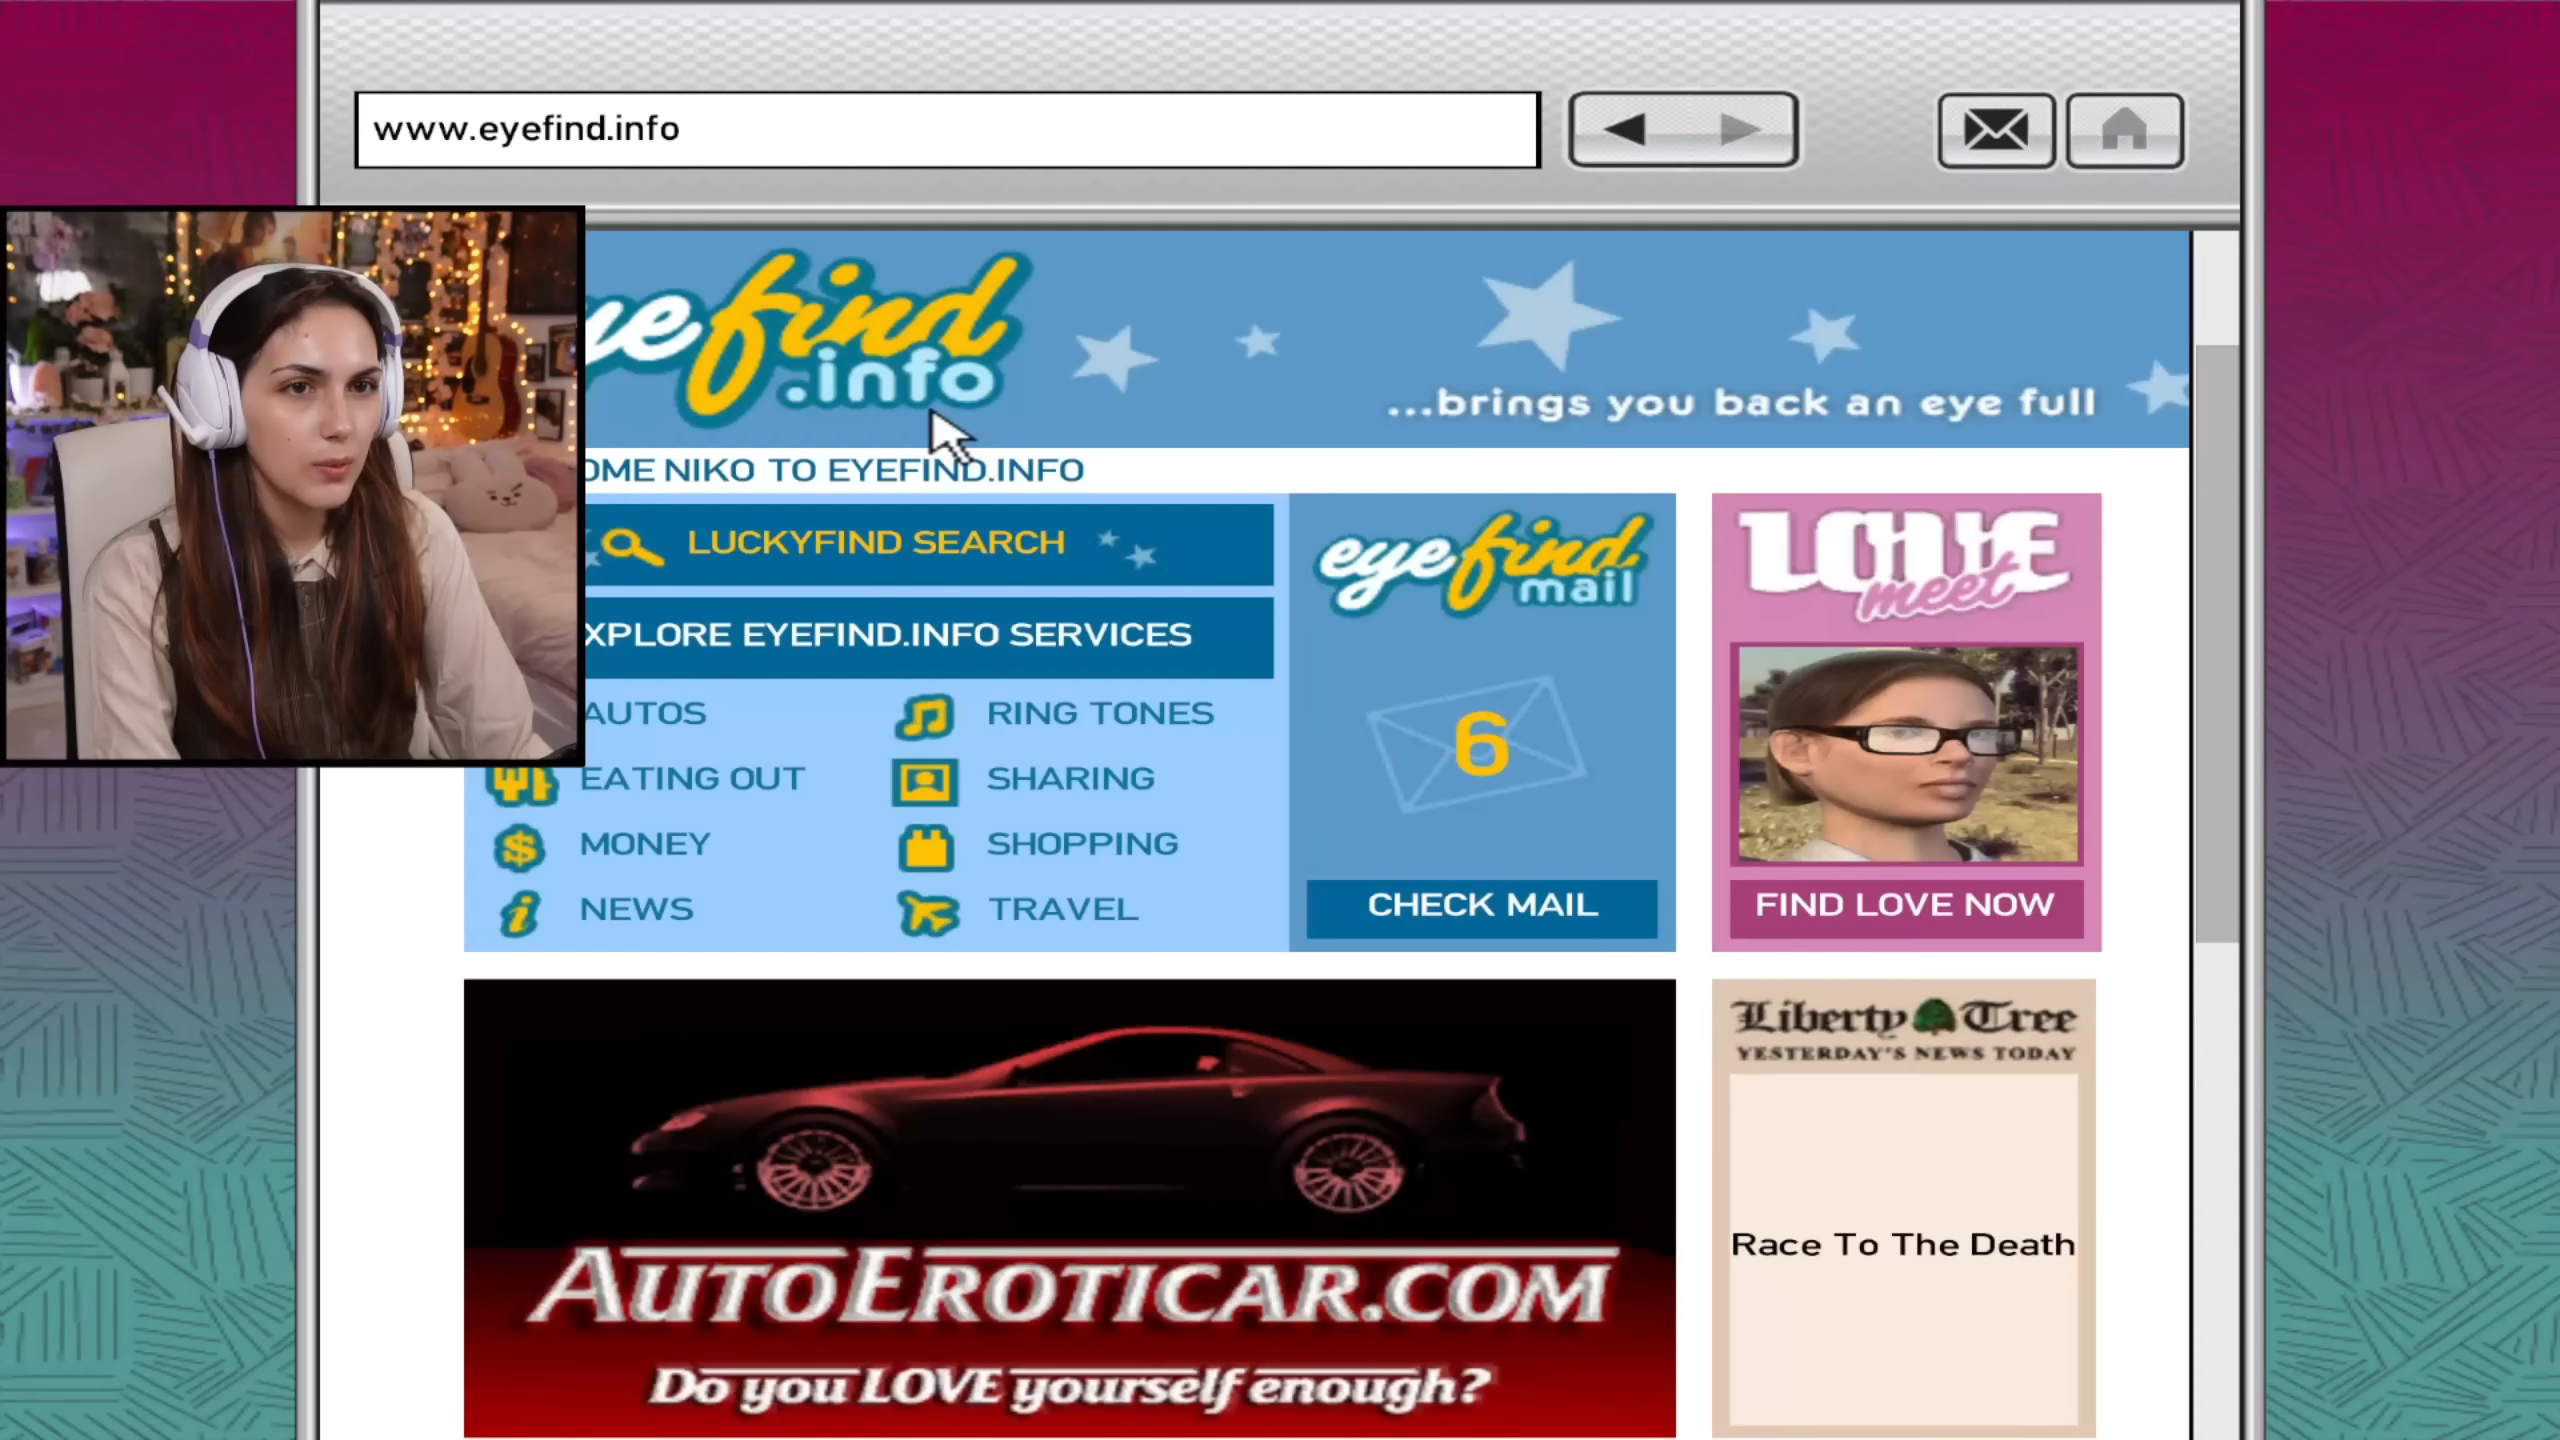 www.eyefind.info
eyefind
.info
...brings you back an eye full
OME NIKO TO EYEFIND.INFO
LUCKYFIND SEARCH
XPLORE EYEFIND.INFO SERVICES
AUTOS
RING TONES
EATING OUT
SHARING
MONEY
SHOPPING
NEWS
TRAVEL
eyefind
mail
6
CHECK MAIL
LOVE
meet
FIND LOVE NOW
AUTOEROTICAR.COM
Do you LOVE yourself enough?
Liberty Tree
YESTERDAY'S NEWS TODAY
Race To The Death